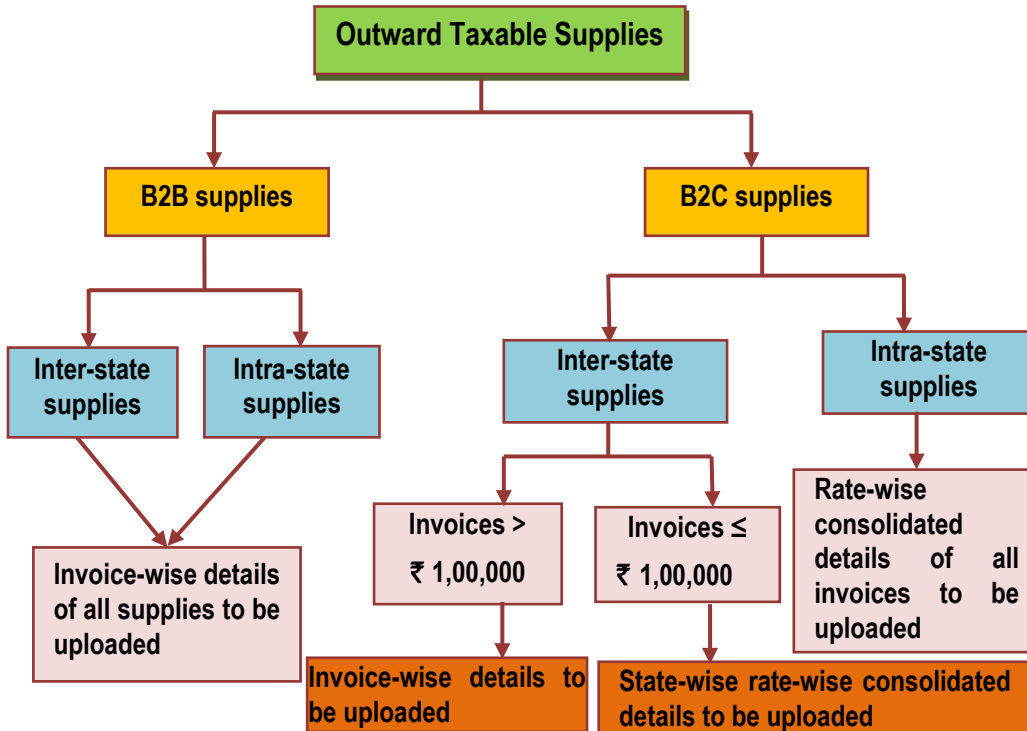 Outward Taxable Supplies
B2B supplies
B2C supplies
Inter-state
supplies
Intra-state
supplies
Inter-state
supplies
Intra-state
supplies
Invoice-wise details
of all supplies to be
uploaded
Invoices >
₹ 1,00,000
Invoices ≤
₹ 1,00,000
Rate-wise
consolidated
details of all
invoices to be
uploaded
Invoice-wise details to
be uploaded
State-wise rate-wise consolidated
details to be uploaded